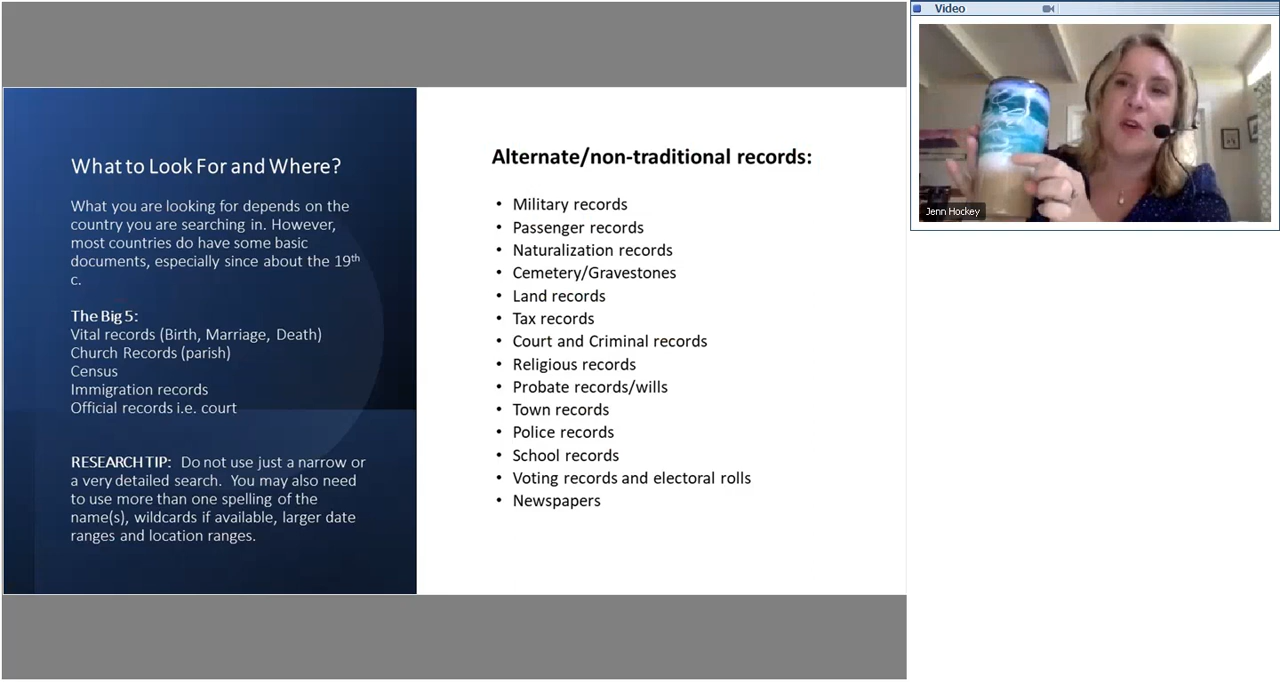 What to Look For and Where?
What you are looking for depends on the
country you are searching in. However,
most countries do have some basic
documents, especially since about the 19th
c.
The Big 5:
Vital records (Birth, Marriage, Death)
Church Records (parish)
Census
Immigration records
Official records i.e. court
RESEARCH TIP: Do not use just a narrow or
a very detailed search. You may also need
to use more than one spelling of the
name(s), wildcards if available, larger date
ranges and location ranges.
Alternate/non-traditional records:
• Military records
• Passenger records
• Naturalization records
• Cemetery/Gravestones
• Land records
• Tax records
• Court and Criminal records
• Religious records
• Probate records/wills
• Town records
• Police records
• School records
• Voting records and electoral rolls
• Newspapers
Video
Jenn Hockey